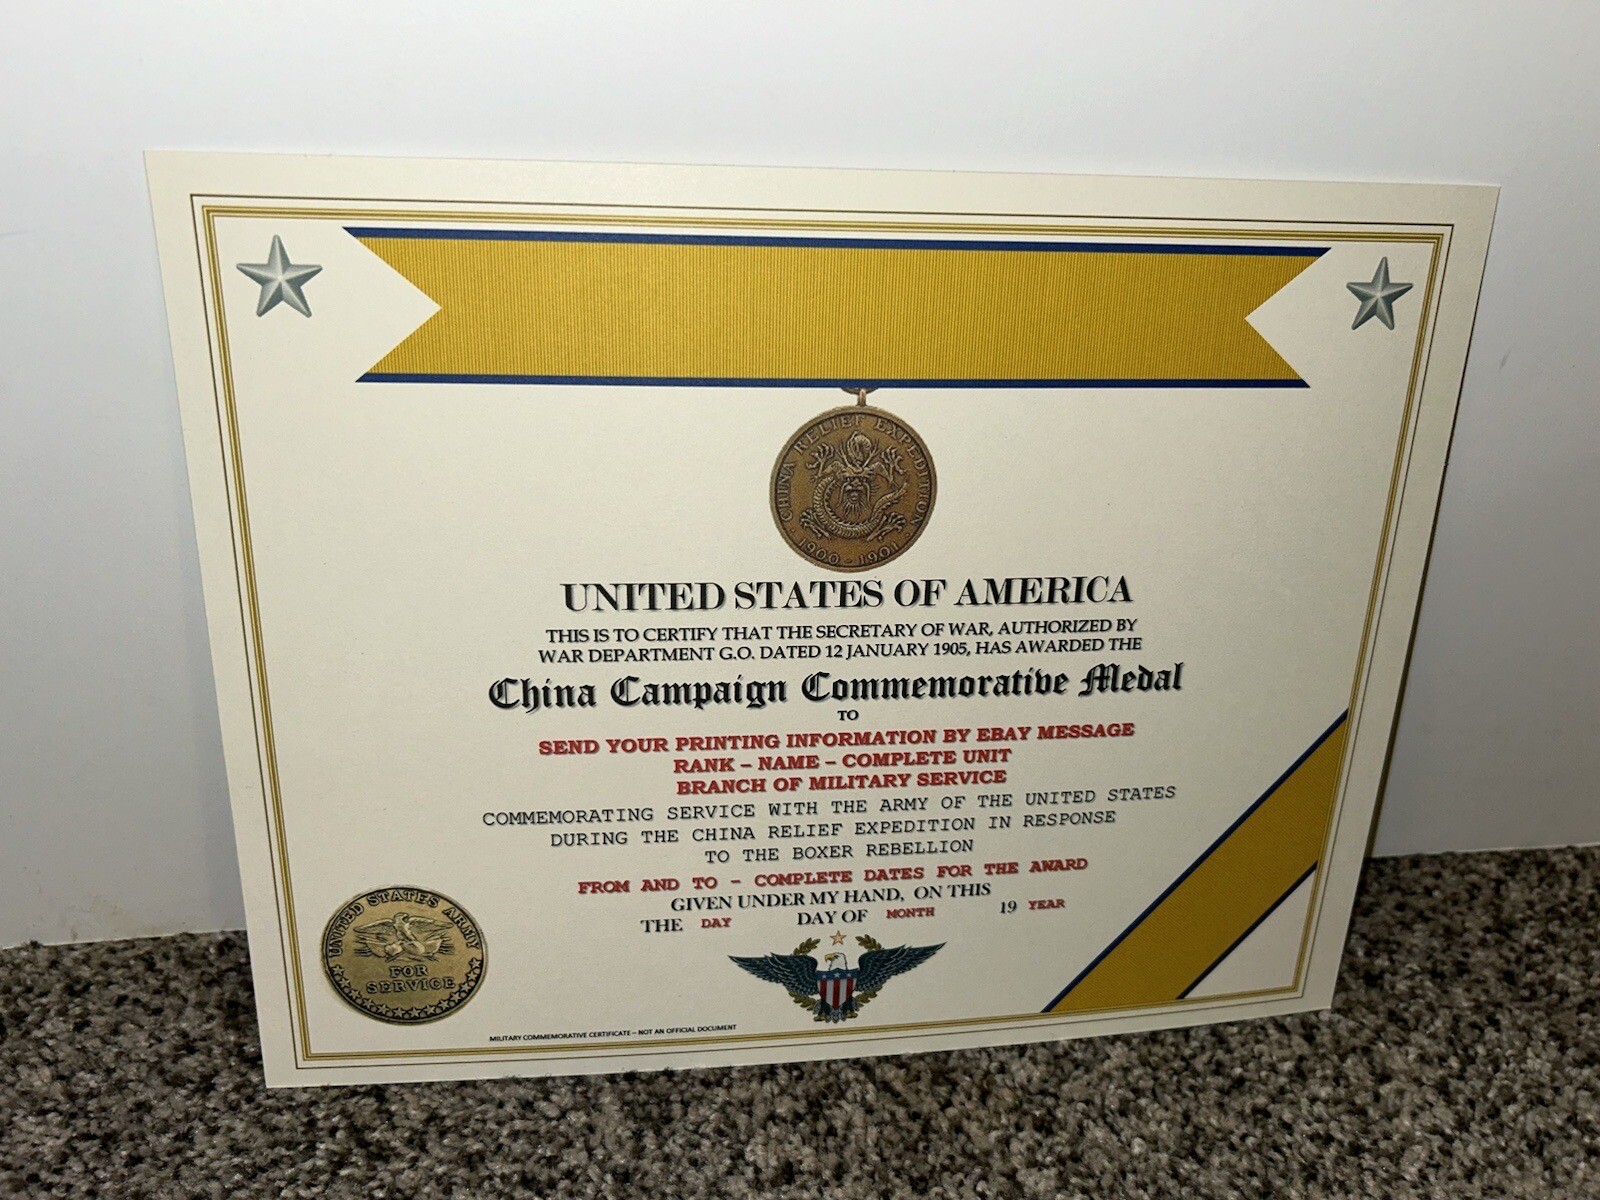 CHINA RELIEF EXPEDITION
1900 - 1901
UNITED STATES OF AMERICA
THIS IS TO CERTIFY THAT THE SECRETARY OF WAR, AUTHORIZED BY
WAR DEPARTMENT G.O. DATED 12 JANUARY 1905, HAS AWARDED THE
China Campaign Commemorative Medal
TO
SEND YOUR PRINTING INFORMATION BY EBAY MESSAGE
RANK – NAME – COMPLETE UNIT
BRANCH OF MILITARY SERVICE
COMMEMORATING SERVICE WITH THE ARMY OF THE UNITED STATES
DURING THE CHINA RELIEF EXPEDITION IN RESPONSE
TO THE BOXER REBELLION
FROM AND TO – COMPLETE DATES FOR THE AWARD
GIVEN UNDER MY HAND, ON THIS
THE DAY DAY OF MONTH 19 YEAR
UNITED STATES ARMY
FOR
SERVICE
MILITARY COMMEMORATIVE CERTIFICATE – NOT AN OFFICIAL DOCUMENT